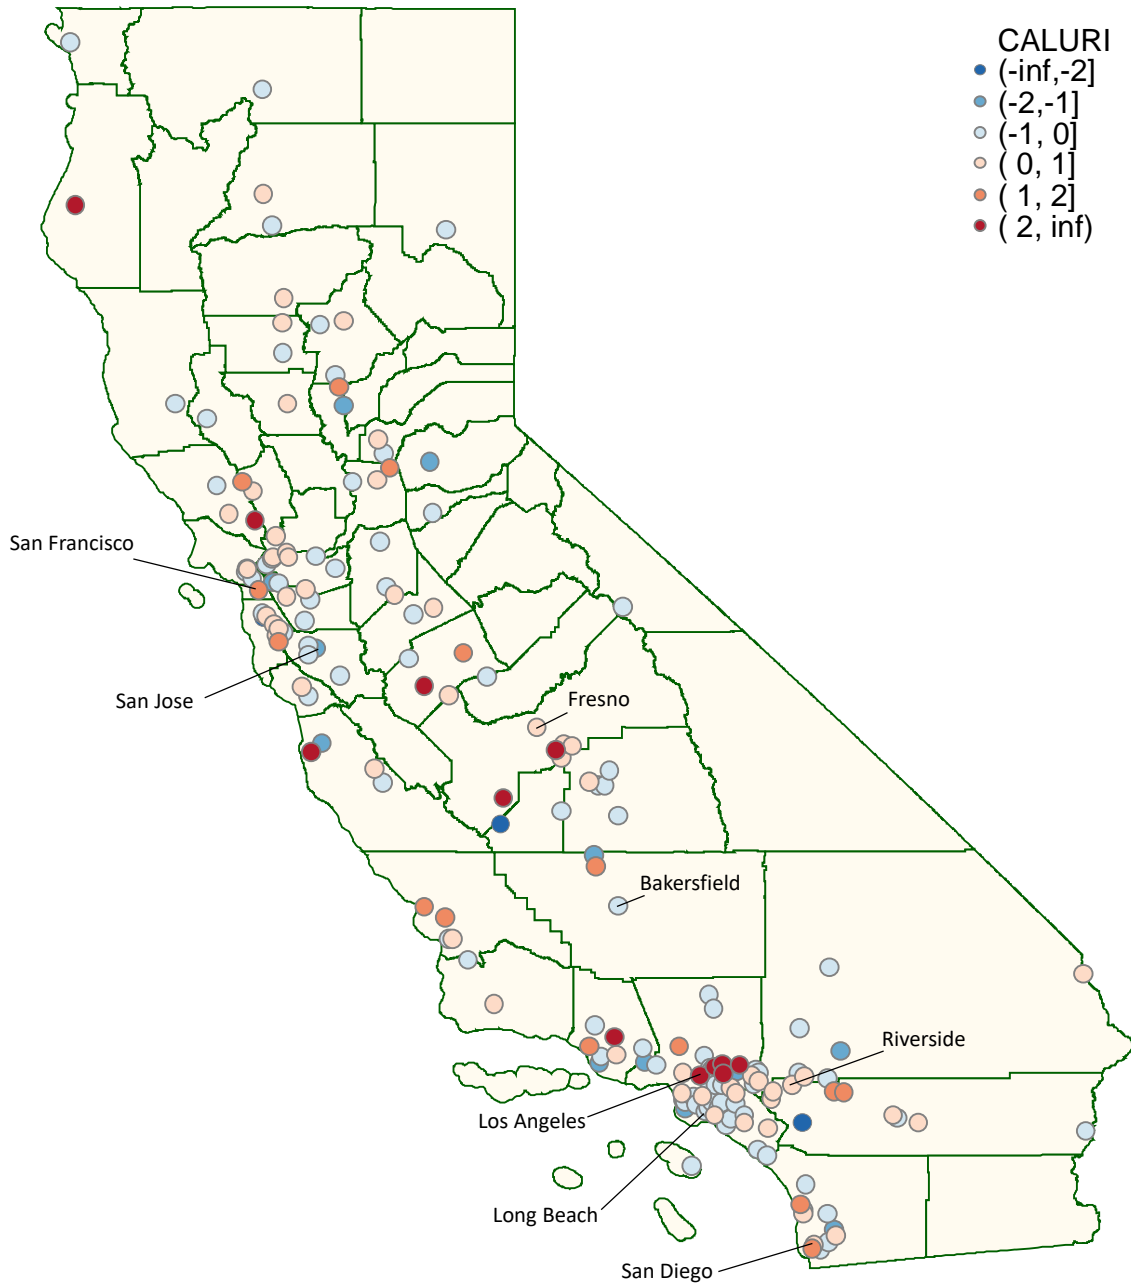 CALURI
(-inf,-2]
(-2,-1]
(-1, 0]
( 0, 1]
( 1, 2]
( 2, inf)
San Francisco
San Jose
Fresno
Bakersfield
Riverside
Los Angeles
Long Beach
San Diego